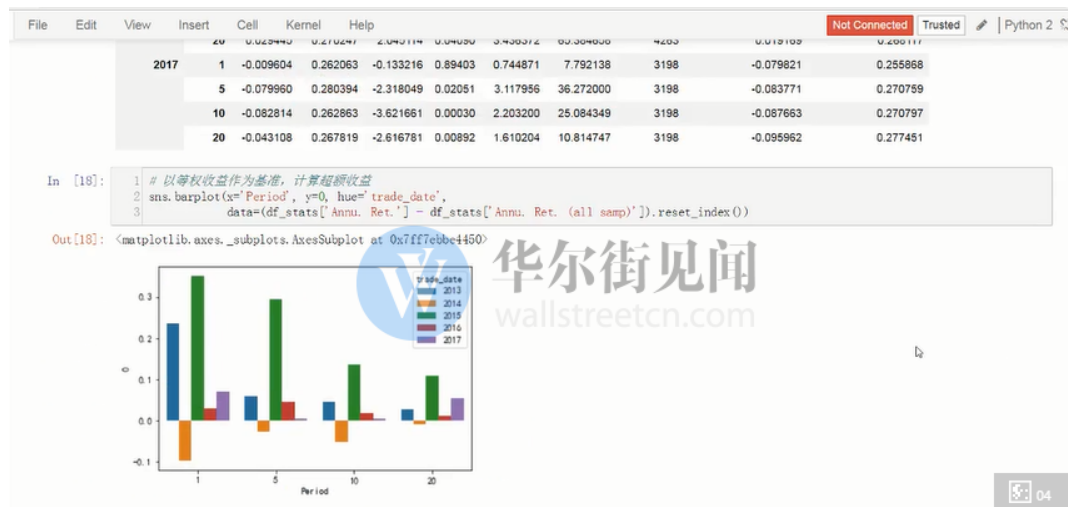 File Edit View Insert Cell Kernel Help Not Connected Trusted Python 2
2017 1 -0.009604 0.262063 -0.133216 0.89403 0.744871 7.792138 3198 -0.079821 0.255868
5 -0.079960 0.280394 -2.318049 0.02051 3.117956 36.272000 3198 -0.083771 0.270759
10 -0.082814 0.262863 -3.621661 0.00030 2.203200 25.084349 3198 -0.087663 0.270797
20 -0.043108 0.267819 -2.616781 0.00892 1.610204 10.814747 3198 -0.095962 0.277451
In [18]: 1 # 以等权收益作为基准，计算超额收益
2 sns.barplot(x='Period', y=0, hue='trade_date',
3 data=(df_stats['Annu. Ret.'] - df_stats['Annu. Ret. (all samp)']).reset_index())
Out[18]: <matplotlib.axes._subplots.AxesSubplot at 0x7ff7ebbe4450>
华尔街见闻
wallstreetcn.com
trade_date
2013
2014
2015
2016
2017
0.3
0.2
0.1
0.0
-0.1
0
1 5 10 20
Period
04